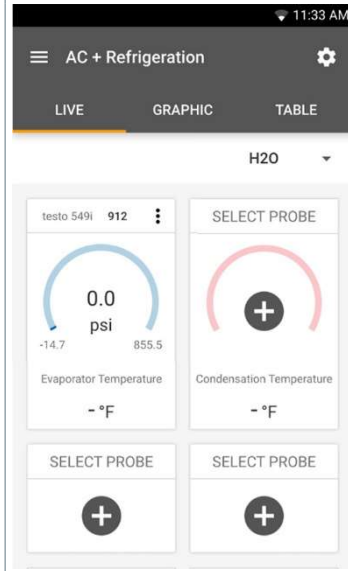 11:33 AM
AC + Refrigeration
LIVE GRAPHIC TABLE
H2O
testo 549i 912 SELECT PROBE
0.0
psi
-14.7 855.5
Evaporator Temperature Condensation Temperature
- °F - °F
SELECT PROBE SELECT PROBE